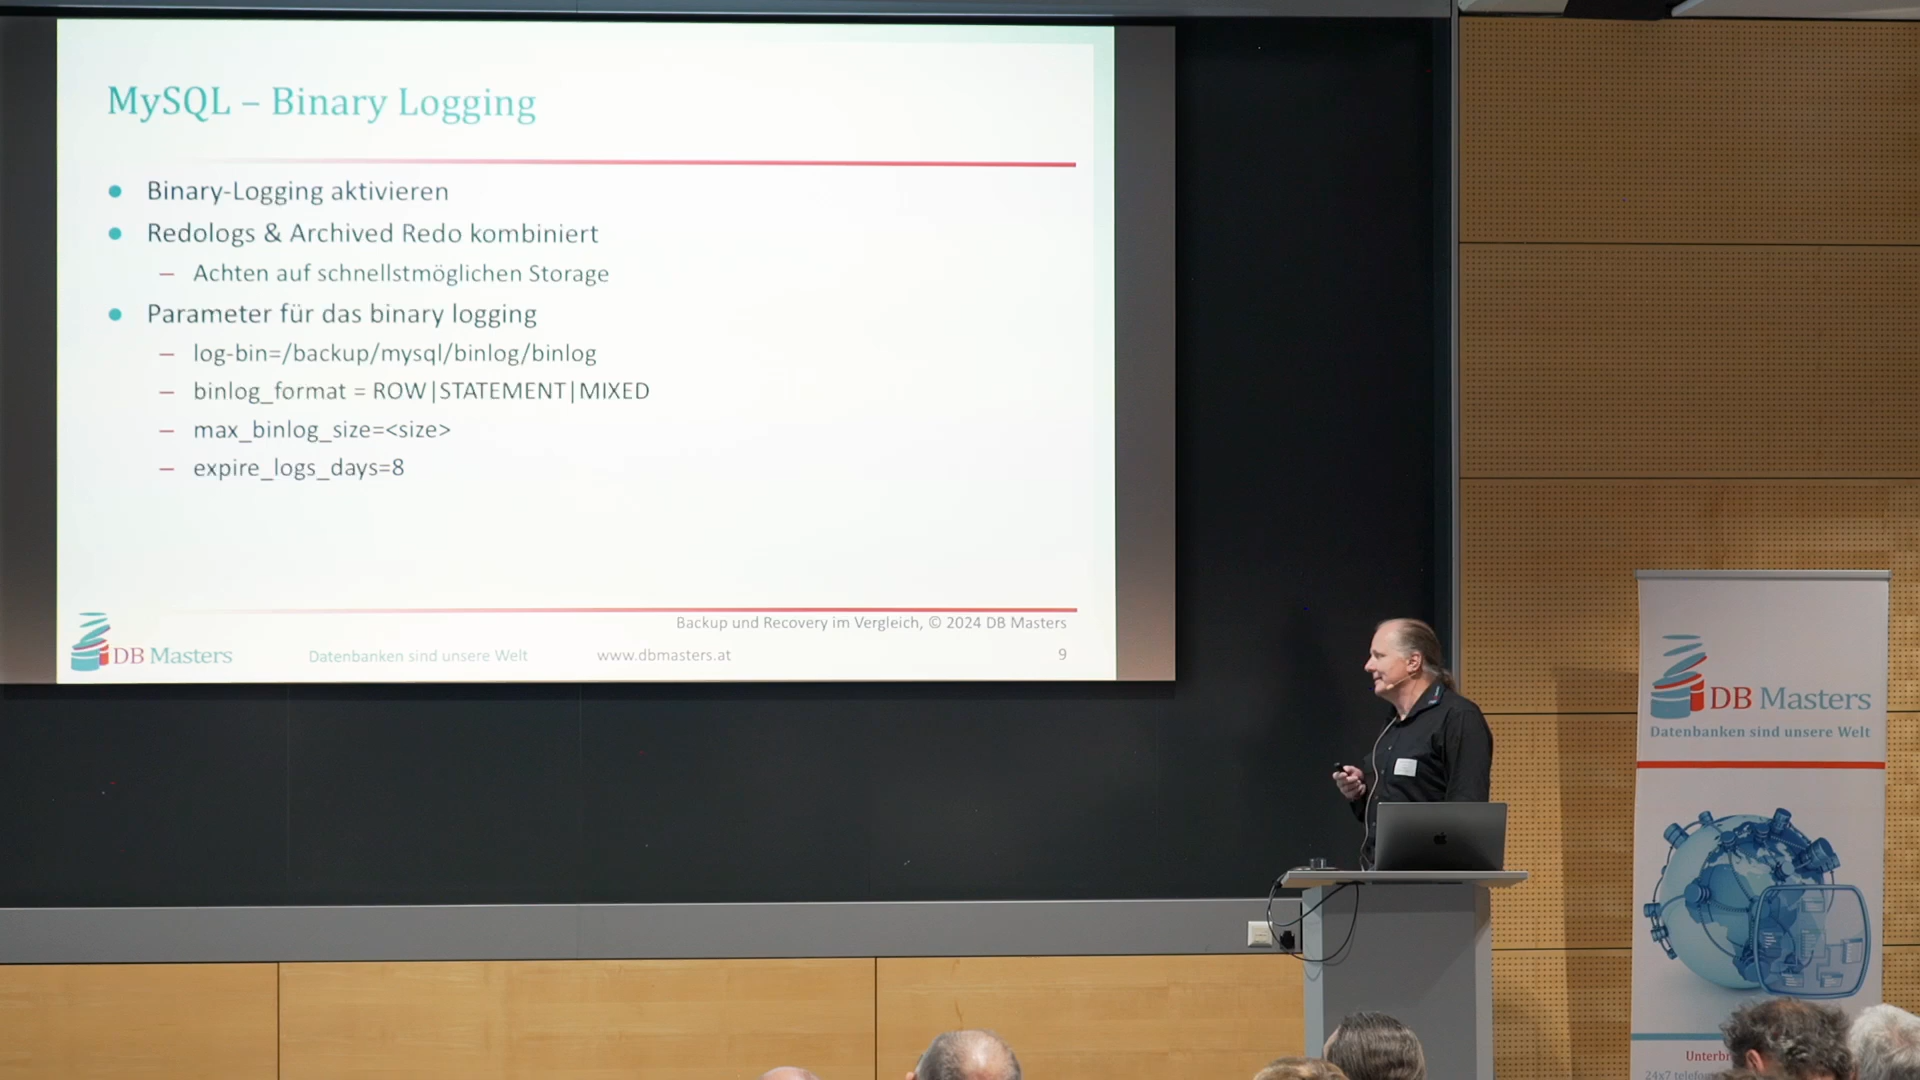 MySQL – Binary Logging
Binary-Logging aktivieren
Redologs & Archived Redo kombiniert
– Achten auf schnellstmöglichen Storage
Parameter für das binary logging
– log-bin=/backup/mysql/binlog/binlog
– binlog_format = ROW|STATEMENT|MIXED
– max_binlog_size=<size>
– expire_logs_days=8
Backup und Recovery im Vergleich, © 2024 DB Masters
DB Masters Datenbanken sind unsere Welt www.dbmasters.at 9
DB Masters
Datenbanken sind unsere Welt